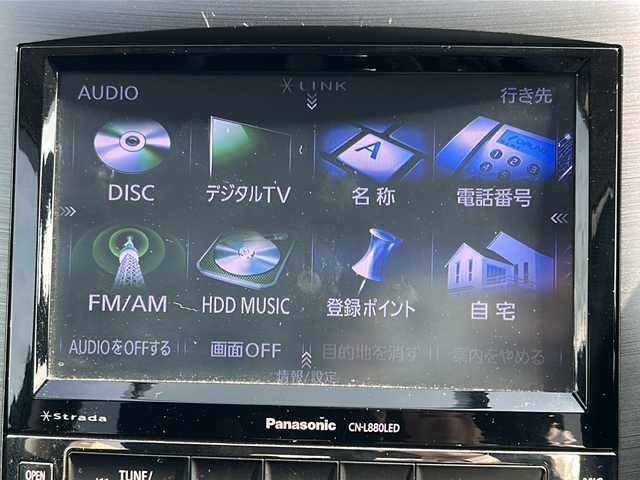 LINK
AUDIO
行き先
DISC
デジタルTV
名称
電話番号
FM/AM
HDD MUSIC
登録ポイント
自宅
AUDIOをOFFする
画面OFF
目的地を消す
案内をやめる
情報/設定
Strada
Panasonic CN-L880LED
OPEN
TUNE/